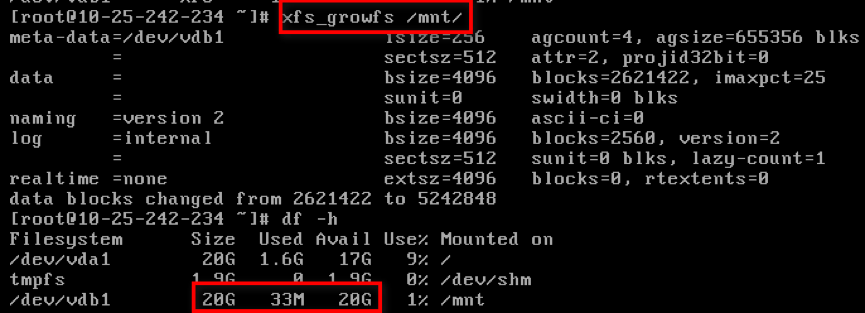 [root@10-25-242-234 ~]# xfs_growfs /mnt/
meta-data=/dev/vdb1 isize=256 agcount=4, agsize=655356 blks
= sectsz=512 attr=2, projid32bit=0
data = bsize=4096 blocks=2621422, imaxpct=25
= sunit=0 swidth=0 blks
naming =version 2 bsize=4096 ascii-ci=0
log =internal bsize=4096 blocks=2560, version=2
= sectsz=512 sunit=0 blks, lazy-count=1
realtime =none extsz=4096 blocks=0, rtextents=0
data blocks changed from 2621422 to 5242848
[root@10-25-242-234 ~]# df -h
Filesystem Size Used Avail Use% Mounted on
/dev/vda1 20G 1.6G 17G 9% /
tmpfs 1.9G 0 1.9G 0% /dev/shm
/dev/vdb1 20G 33M 20G 1% /mnt